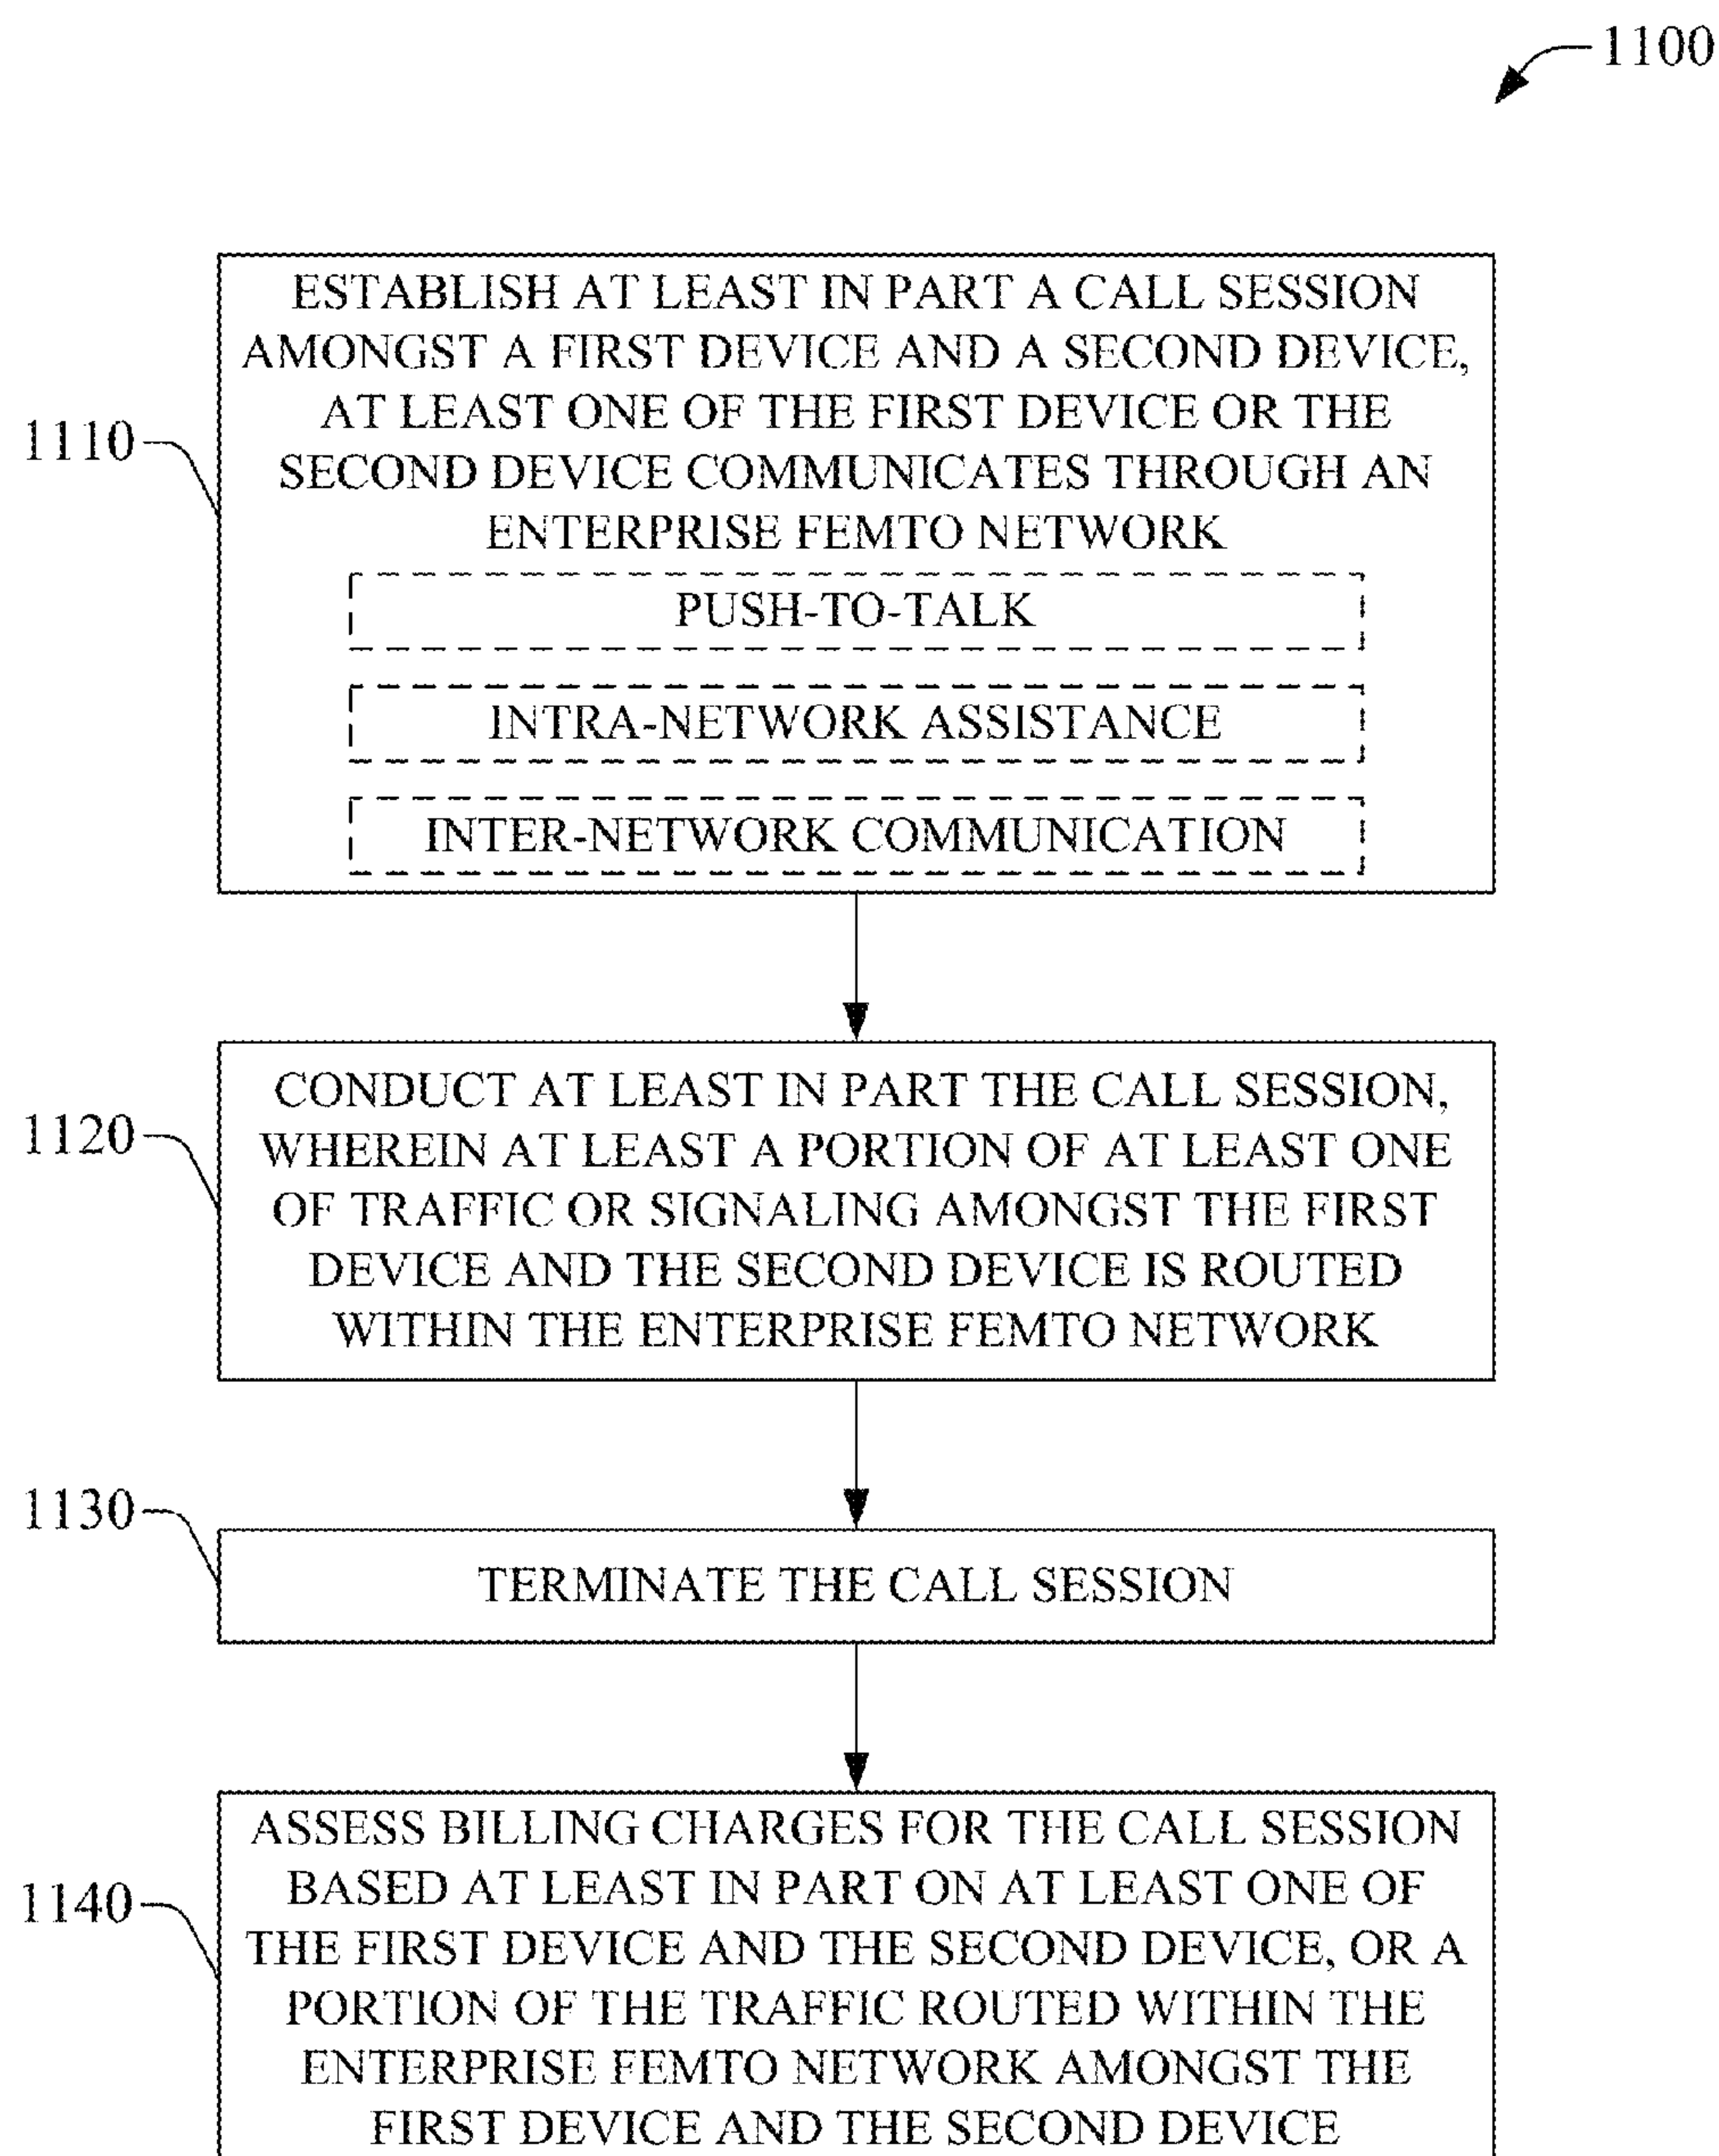 1100
1110
ESTABLISH AT LEAST IN PART A CALL SESSION
AMONGST A FIRST DEVICE AND A SECOND DEVICE,
AT LEAST ONE OF THE FIRST DEVICE OR THE
SECOND DEVICE COMMUNICATES THROUGH AN
ENTERPRISE FEMTO NETWORK
PUSH-TO-TALK
INTRA-NETWORK ASSISTANCE
INTER-NETWORK COMMUNICATION
1120
CONDUCT AT LEAST IN PART THE CALL SESSION,
WHEREIN AT LEAST A PORTION OF AT LEAST ONE
OF TRAFFIC OR SIGNALING AMONGST THE FIRST
DEVICE AND THE SECOND DEVICE IS ROUTED
WITHIN THE ENTERPRISE FEMTO NETWORK
1130
TERMINATE THE CALL SESSION
1140
ASSESS BILLING CHARGES FOR THE CALL SESSION
BASED AT LEAST IN PART ON AT LEAST ONE OF
THE FIRST DEVICE AND THE SECOND DEVICE, OR A
PORTION OF THE TRAFFIC ROUTED WITHIN THE
ENTERPRISE FEMTO NETWORK AMONGST THE
FIRST DEVICE AND THE SECOND DEVICE